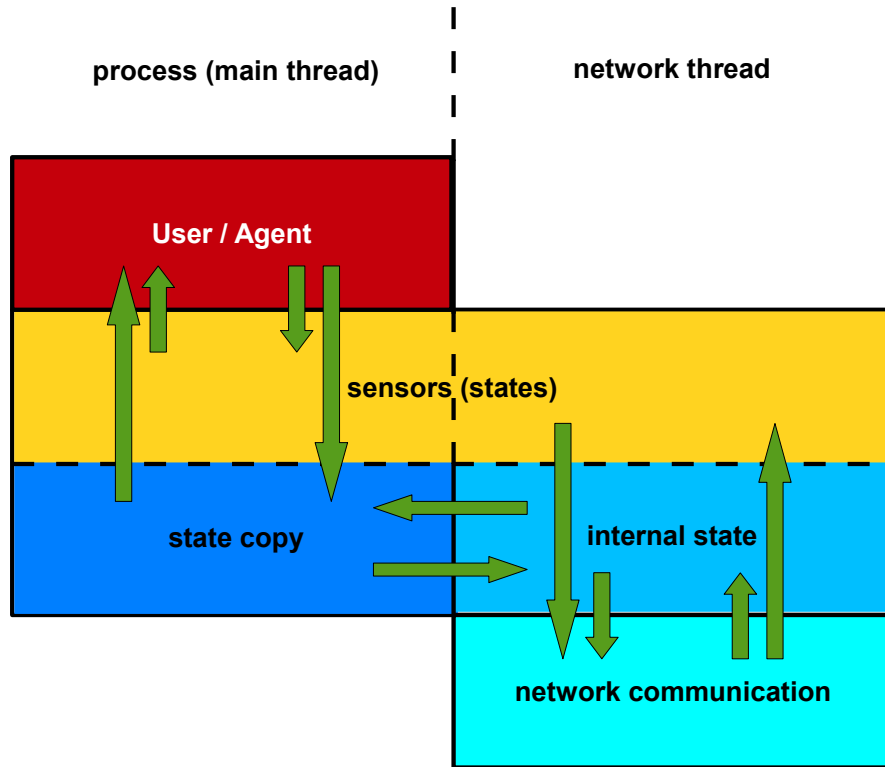 process (main thread)
network thread
User / Agent
sensors (states)
state copy
internal state
network communication